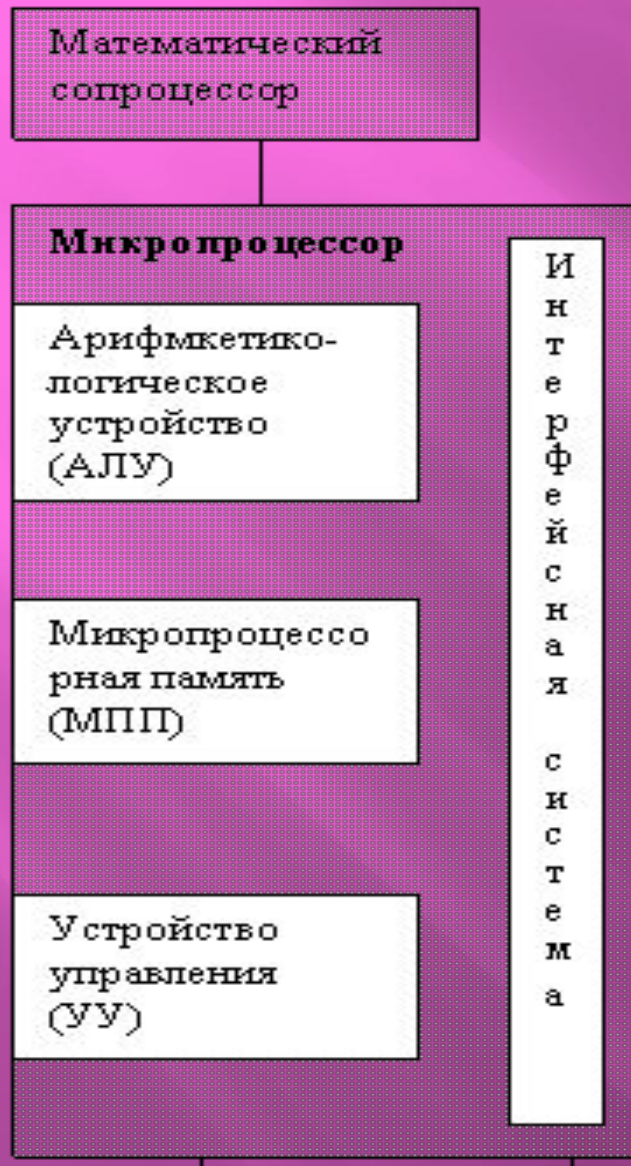 Математический
сопроцессор
Микропроцессор
Арифмкетико-
логическое
устройство
(АЛУ)
Микропроцессо
рная память
(МПП)
Устройство
управления
(УУ)
Интерфейсная система